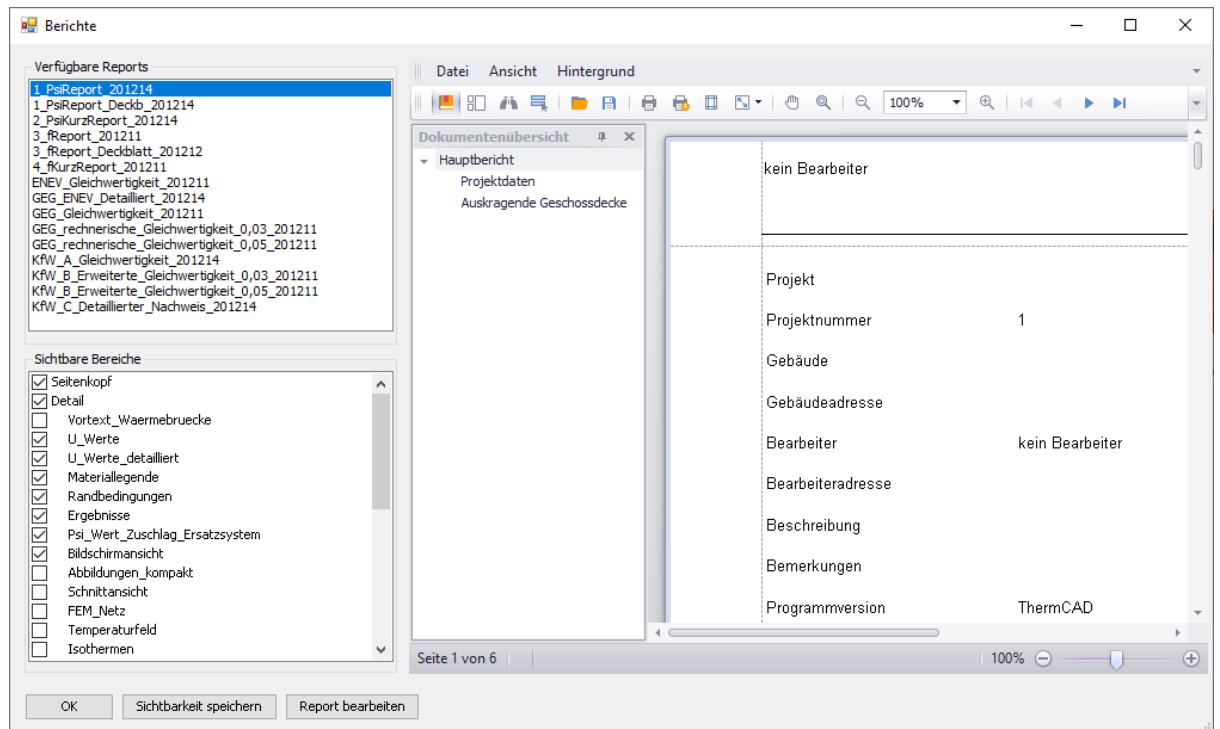 Berichte
Verfügbare Reports
1_PsiReport_201214
1_PsiReport_Deckb_201214
2_PsiKurzReport_201214
3_fReport_201211
3_fReport_Deckblatt_201212
4_fKurzReport_201211
ENEV_Gleichwertigkeit_201211
GEG_ENEV_Detailliert_201214
GEG_Gleichwertigkeit_201211
GEG_rechnerische_Gleichwertigkeit_0,03_201211
GEG_rechnerische_Gleichwertigkeit_0,05_201211
KfW_A_Gleichwertigkeit_201214
KfW_B_Erweiterte_Gleichwertigkeit_0,03_201211
KfW_B_Erweiterte_Gleichwertigkeit_0,05_201211
KfW_C_Detaillierter_Nachweis_201214
Sichtbare Bereiche
Seitenkopf
Detail
Vortext_Waermebruecke
U_Werte
U_Werte_detailliert
Materiallegende
Randbedingungen
Ergebnisse
Psi_Wert_Zuschlag_Ersatzsystem
Bildschirmansicht
Abbildungen_kompakt
Schnittansicht
FEM_Netz
Temperaturfeld
Isothermen
Datei Ansicht Hintergrund
100%
Dokumentenübersicht
Hauptbericht
Projektdaten
Auskragende Geschossdecke
kein Bearbeiter
Projekt
Projektnummer 1
Gebäude
Gebäudeadresse
Bearbeiter kein Bearbeiter
Bearbeiteradresse
Beschreibung
Bemerkungen
Programmversion ThermCAD
Seite 1 von 6 100%
OK Sichtbarkeit speichern Report bearbeiten